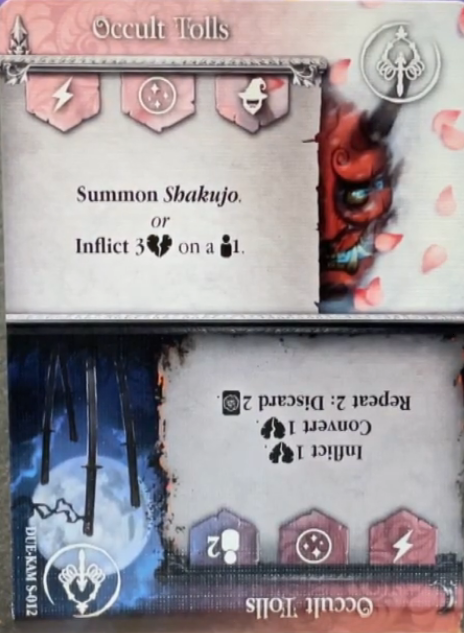 Occult Tolls
Summon Shakujo.
or
Inflict 3 on a 1.
Occult Tolls
2
Inflict 1.
Convert 1.
Repeat 2: Discard 2.
DUE-KAM S-012